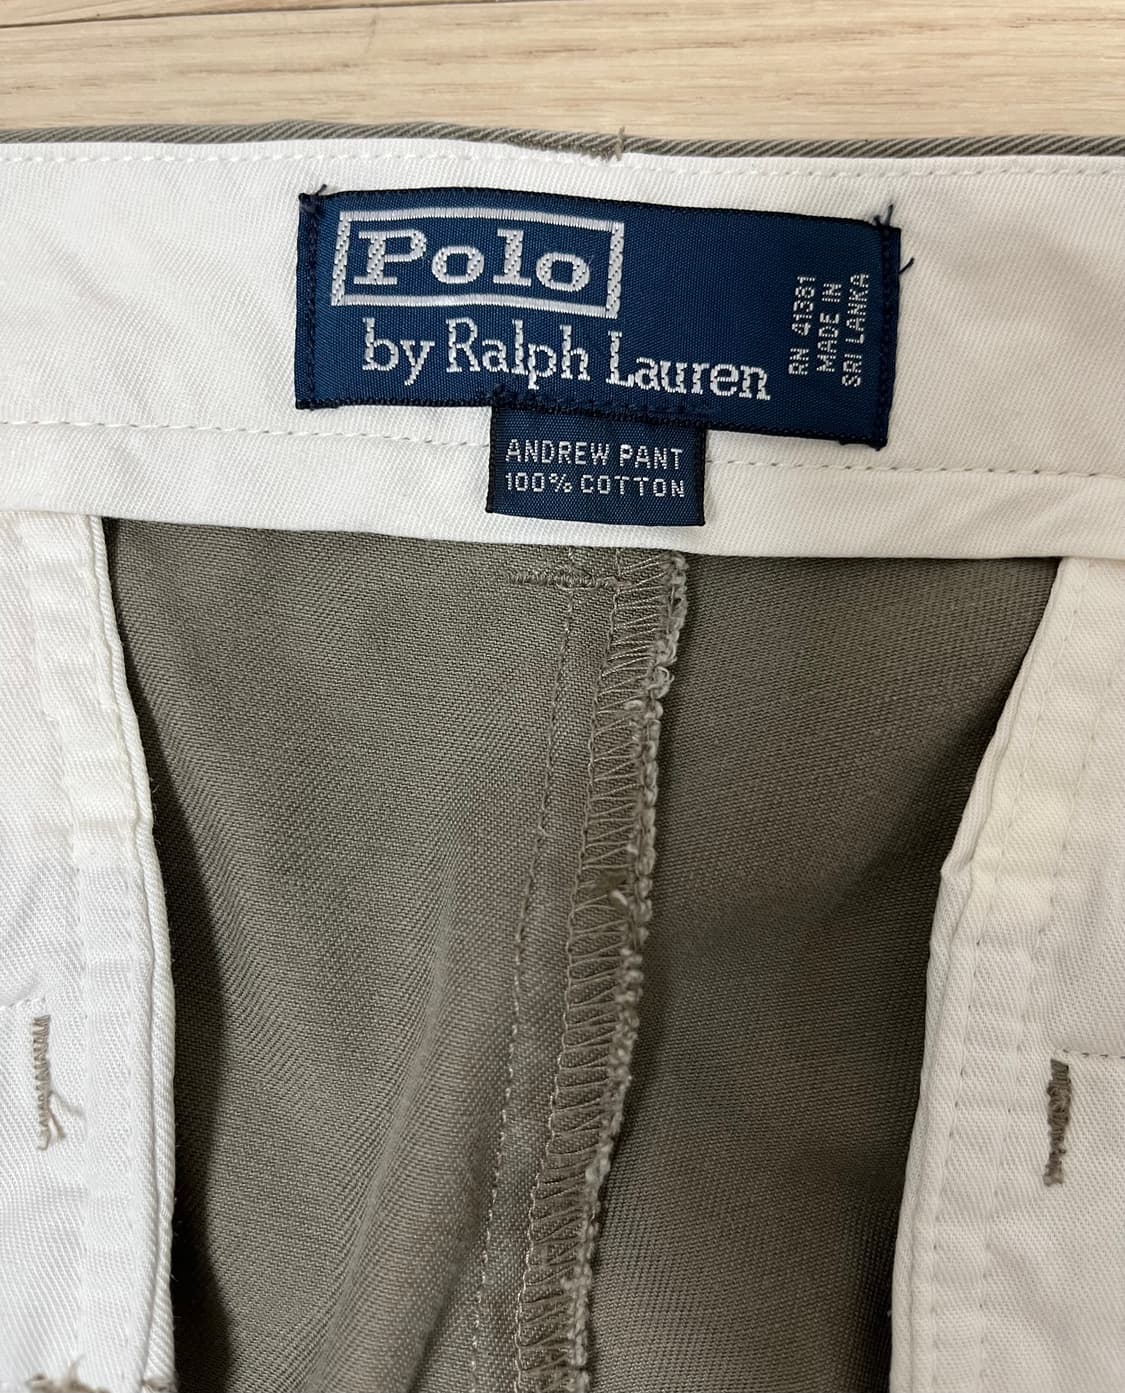 Polo
by Ralph Lauren
RN 41381
MADE IN
SRI LANKA
ANDREW PANT
100% COTTON